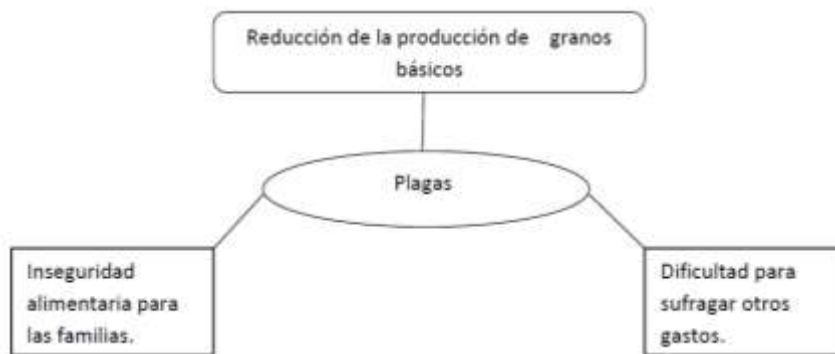 Reducción de la producción de granos
básicos
Plagas
Inseguridad
alimentaria para
las familias.
Dificultad para
sufragar otros
gastos.